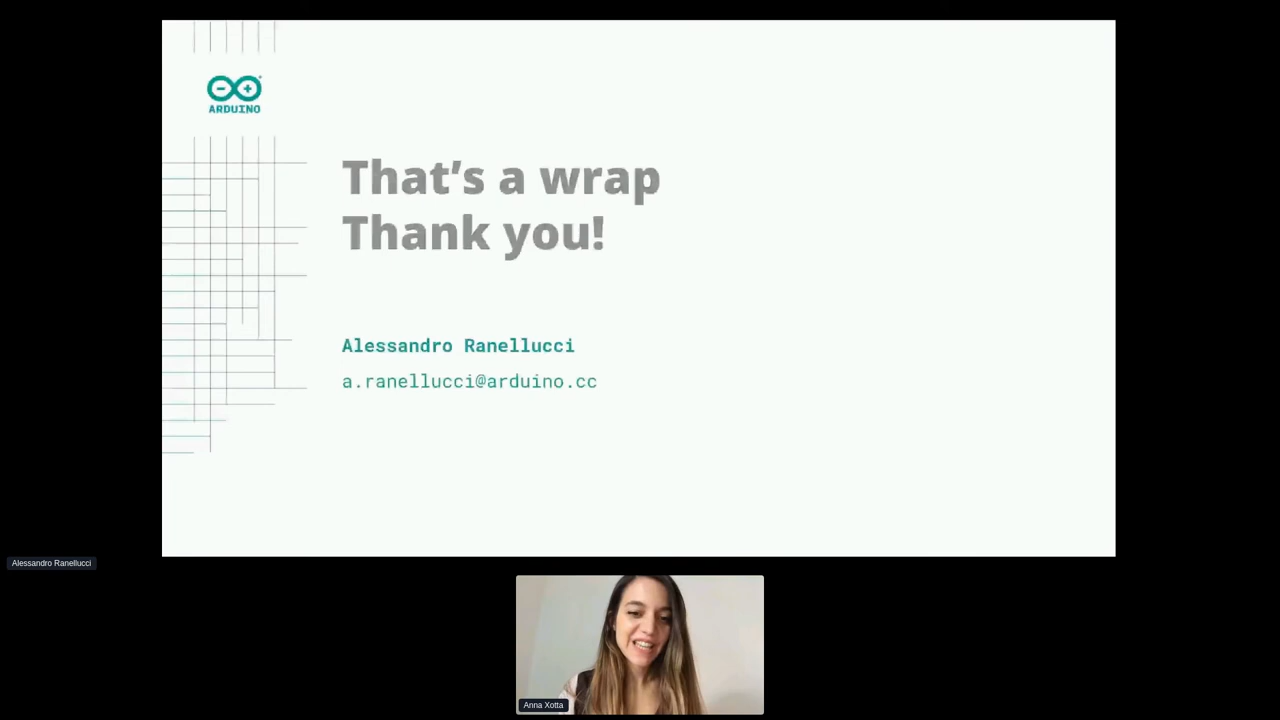 ARDUINO
That’s a wrap
Thank you!
Alessandro Ranellucci
a.ranellucci@arduino.cc
Alessandro Ranellucci
Anna Xotta